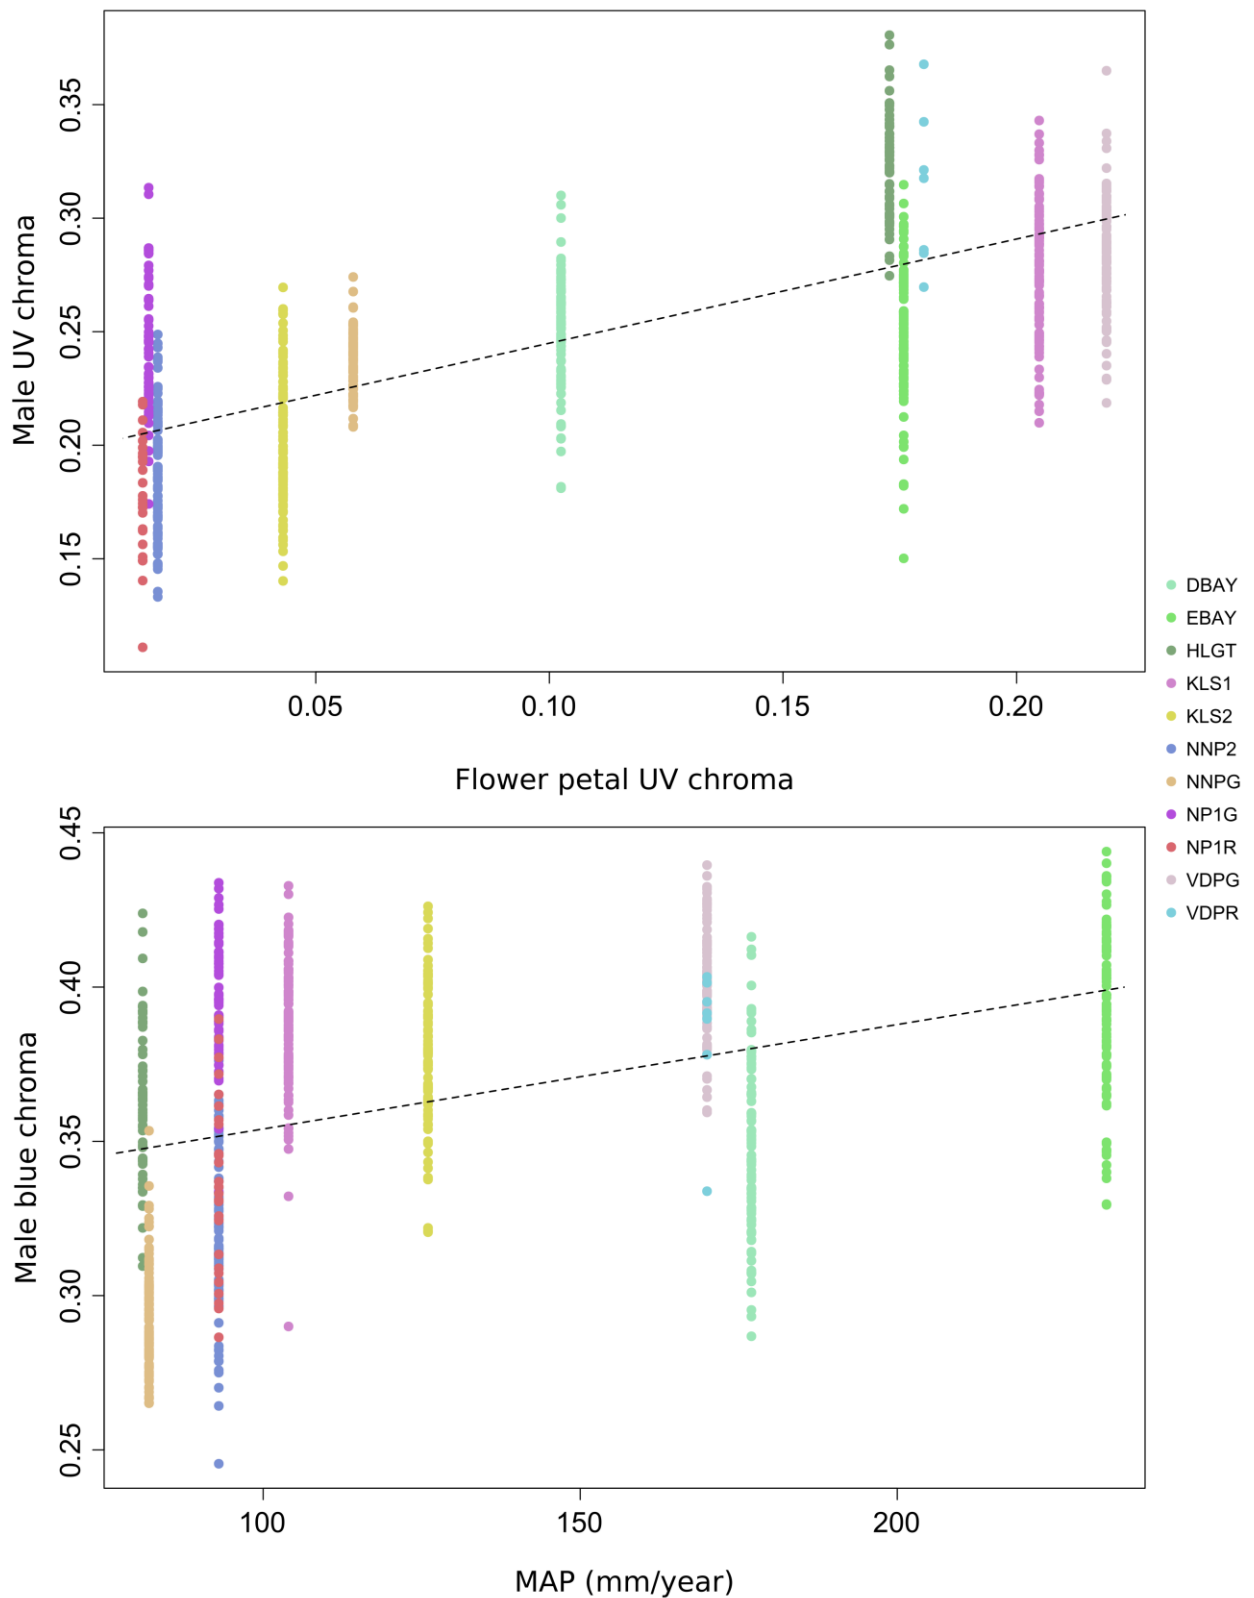 Male UV chroma
0.35
0.30
0.25
0.20
0.15
0.05 0.10 0.15 0.20
Flower petal UV chroma
DBAY
EBAY
HLGT
KLS1
KLS2
NNP2
NNPG
NP1G
NP1R
VDPG
VDPR
Male blue chroma
0.45
0.40
0.35
0.30
0.25
100 150 200
MAP (mm/year)